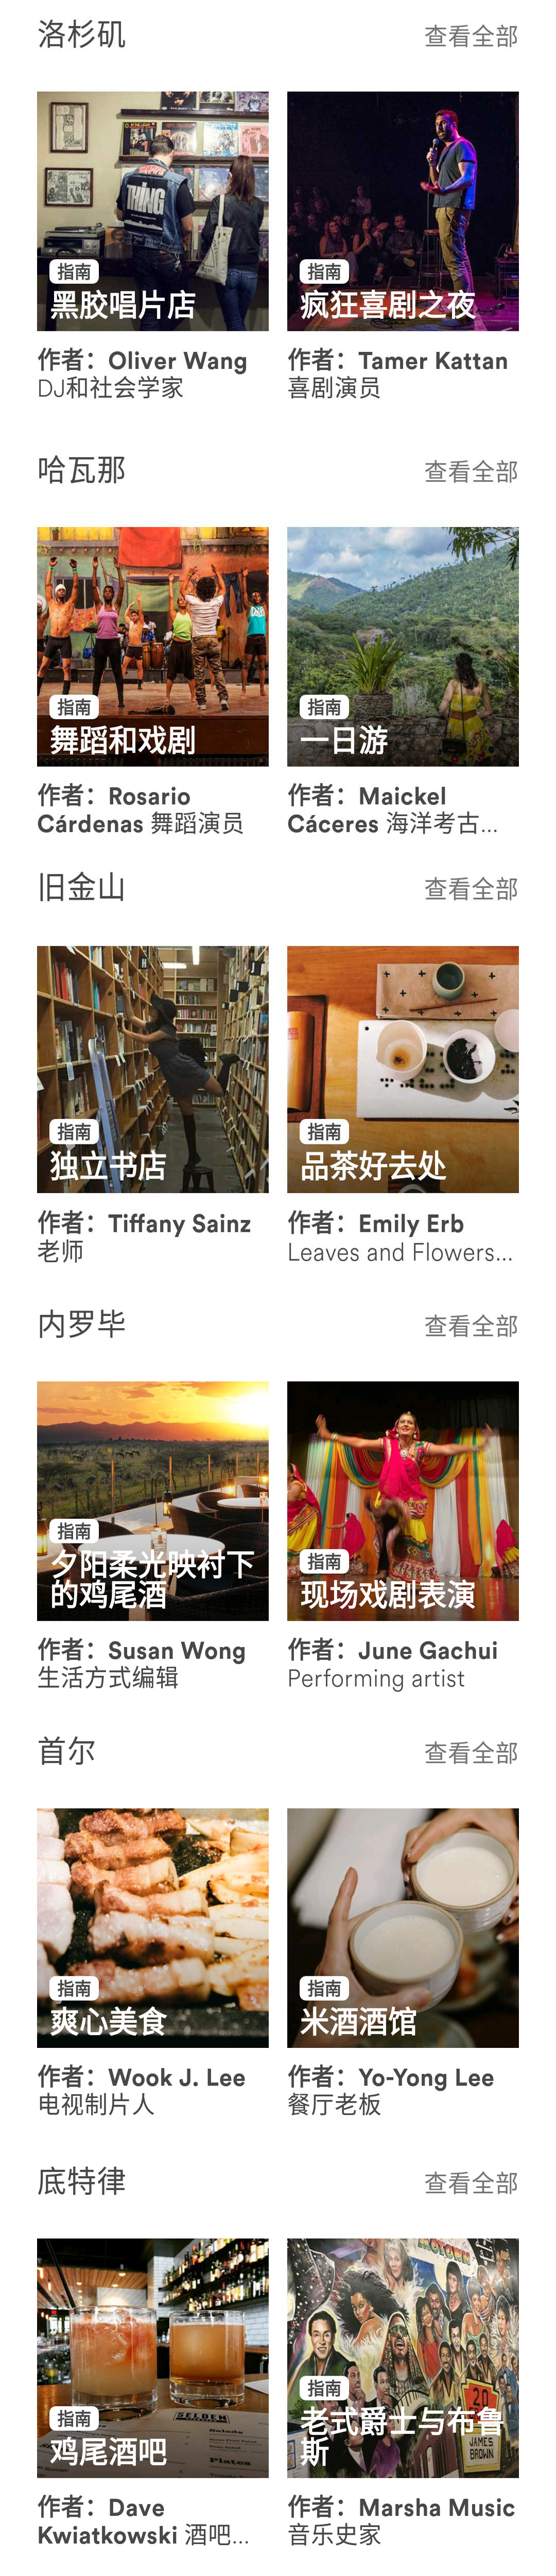 洛杉矶 查看全部
指南 指南
黑胶唱片店 疯狂喜剧之夜
作者：Oliver Wang 作者：Tamer Kattan
DJ和社会学家 喜剧演员
哈瓦那 查看全部
指南 指南
舞蹈和戏剧 一日游
作者：Rosario 作者：Maickel
Cárdenas 舞蹈演员 Cáceres 海洋考古...
旧金山 查看全部
指南 指南
独立书店 品茶好去处
作者：Tiffany Sainz 作者：Emily Erb
老师 Leaves and Flowers...
内罗毕 查看全部
指南
夕阳柔光映衬下
的鸡尾酒
指南
现场戏剧表演
作者：Susan Wong 作者：June Gachui
生活方式编辑 Performing artist
首尔 查看全部
指南 指南
爽心美食 米酒酒馆
作者：Wook J. Lee 作者：Yo-Yong Lee
电视制片人 餐厅老板
底特律 查看全部
SELDEN
Plates
指南
鸡尾酒吧
MOTOWN
20
JAMES
BROWN
指南
老式爵士与布鲁
斯
作者：Dave 作者：Marsha Music
Kwiatkowski 酒吧... 音乐史家
THING